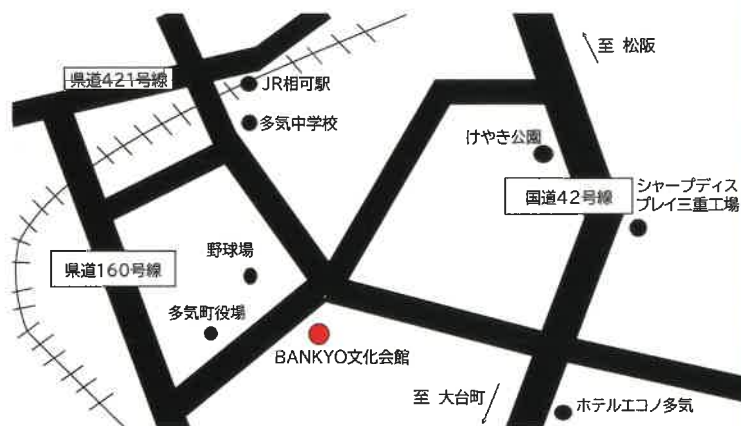 至 松阪
県道421号線
JR相可駅
多気中学校
けやき公園
国道42号線
シャープディス
プレイ三重工場
県道160号線
野球場
多気町役場
BANKYO文化会館
至 大台町
ホテルエコノ多気